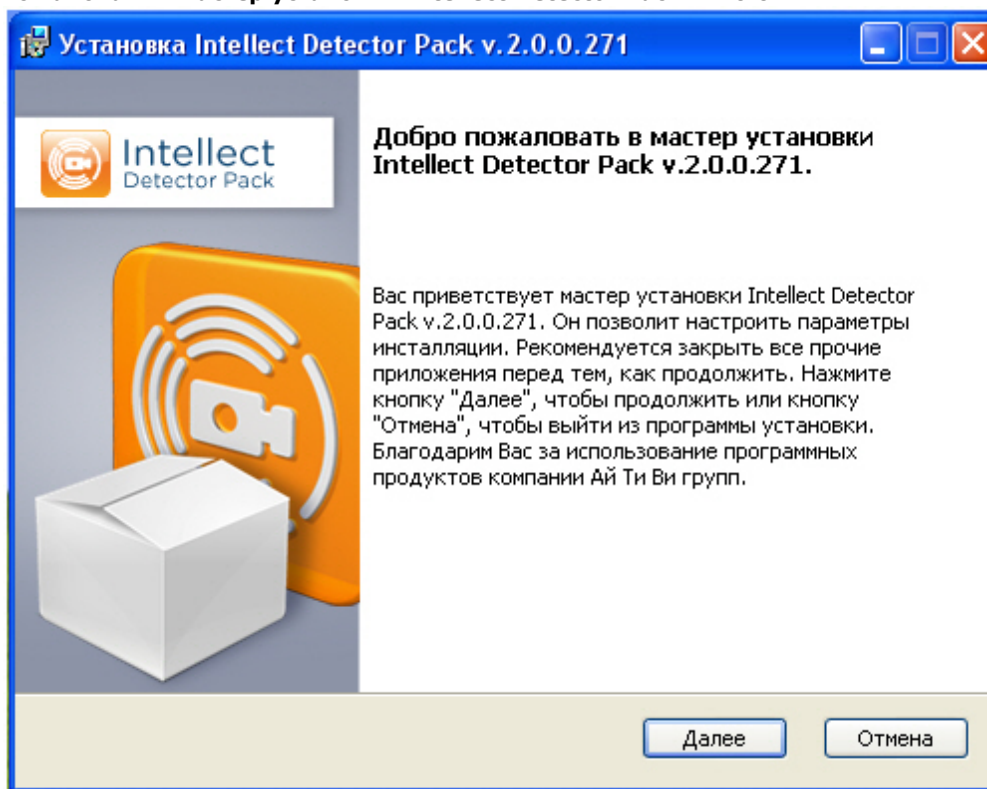 Установка Intellect Detector Pack v.2.0.0.271
Intellect
Detector Pack
Добро пожаловать в мастер установки
Intellect Detector Pack v.2.0.0.271.
Вас приветствует мастер установки Intellect Detector
Pack v.2.0.0.271. Он позволит настроить параметры
инсталляции. Рекомендуется закрыть все прочие
приложения перед тем, как продолжить. Нажмите
кнопку "Далее", чтобы продолжить или кнопку
"Отмена", чтобы выйти из программы установки.
Благодарим Вас за использование программных
продуктов компании Ай Ти Ви групп.
Далее
Отмена